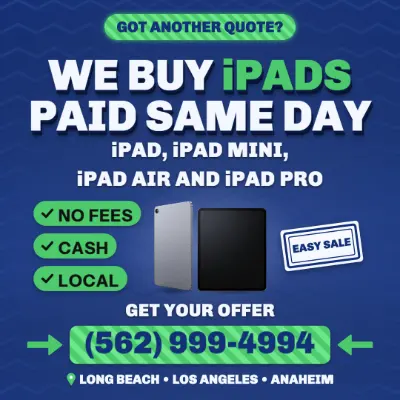 GOT ANOTHER QUOTE?
WE BUY iPADS
PAID SAME DAY
iPAD, iPAD MINI,
iPAD AIR AND iPAD PRO
✓ NO FEES
✓ CASH
✓ LOCAL
EASY SALE
GET YOUR OFFER
(562) 999-4994
LONG BEACH • LOS ANGELES • ANAHEIM